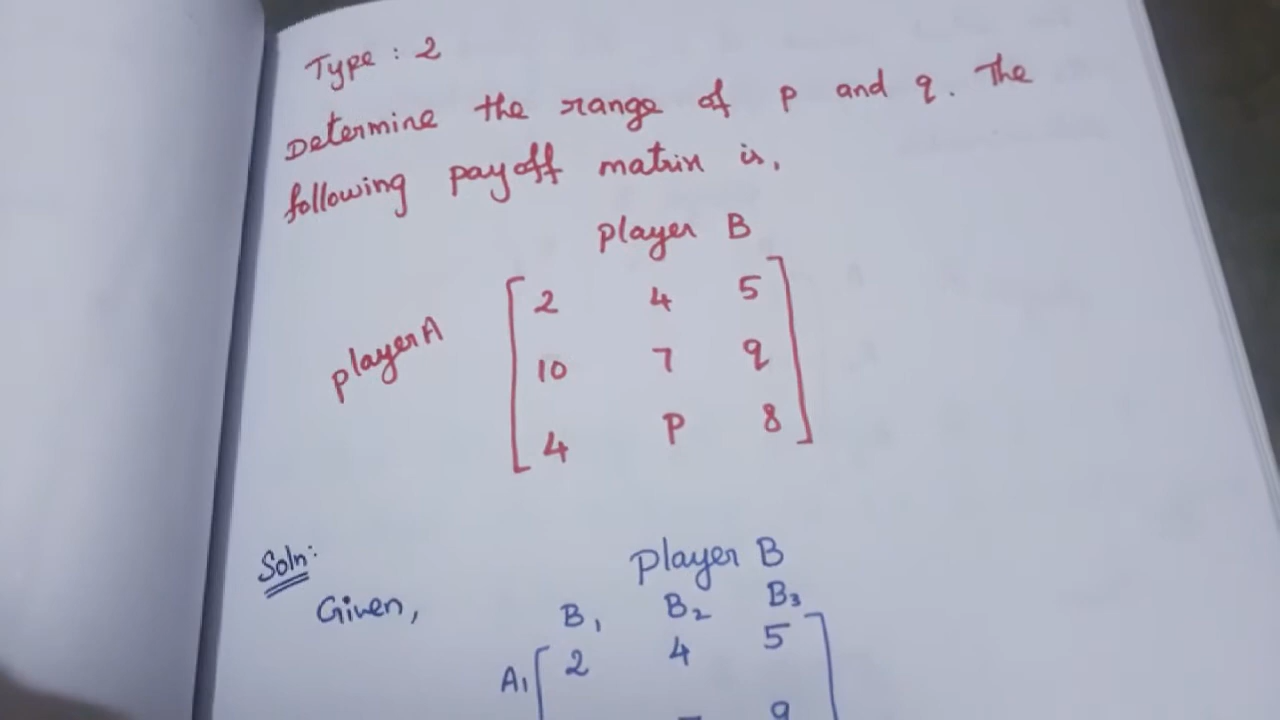 Type : 2
Determine the range of p and q. The
following payoff matrix is,
player B
player A
2 4 5
10 7 q
4 P 8
Soln:
Given,
player B
B1 B2 B3
A1 2 4 5
q